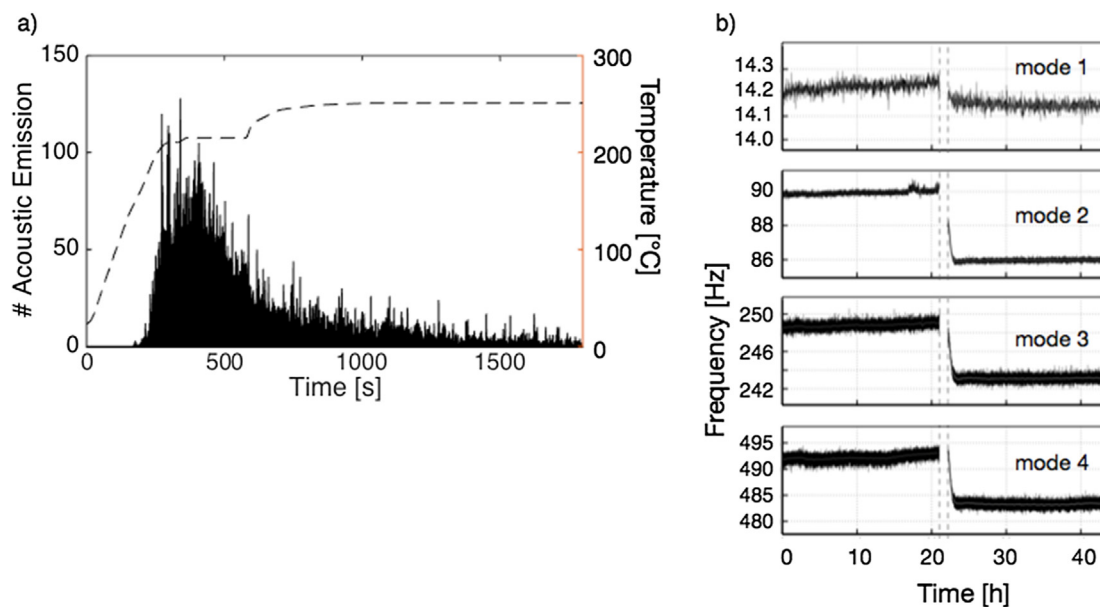 a)
150
100
50
0
# Acoustic Emission
0
500
1000
1500
Time [s]
300
200
100
0
Temperature [°C]
b)
14.3
14.2
14.1
14.0
mode 1
90
88
86
mode 2
250
246
242
mode 3
495
490
485
480
mode 4
Frequency [Hz]
0
10
20
30
40
Time [h]